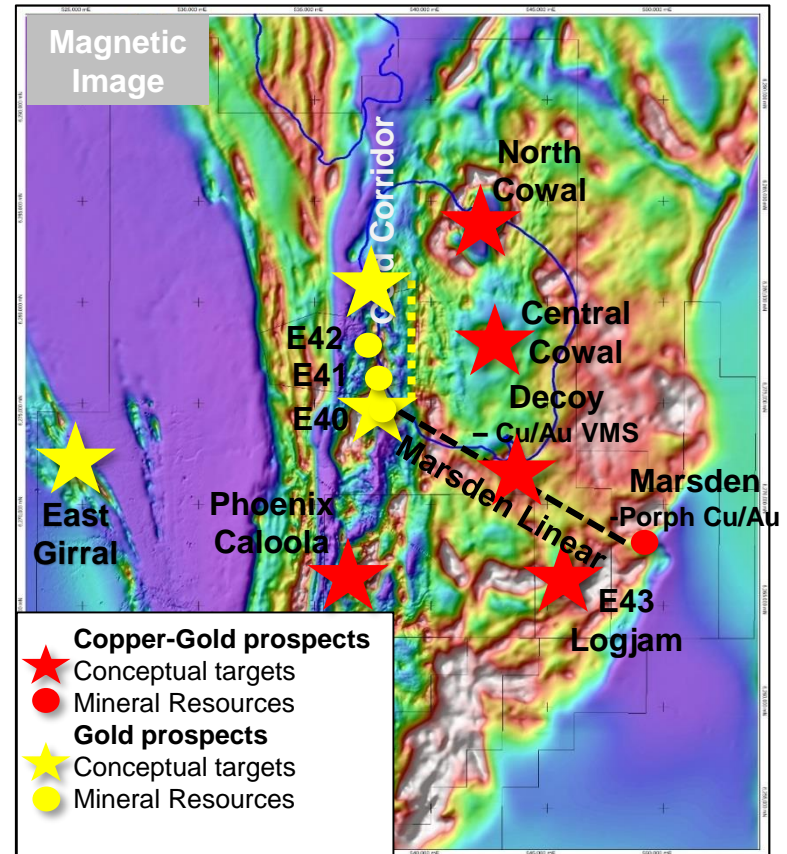 Magnetic
Image
North
Cowal
Corridor
Central
Cowal
E42
E41
E40
Decoy
– Cu/Au VMS
Marsden Linear
Marsden
-Porph Cu/Au
East
Girral
Phoenix
Caloola
E43
Logjam
Copper-Gold prospects
Conceptual targets
Mineral Resources
Gold prospects
Conceptual targets
Mineral Resources